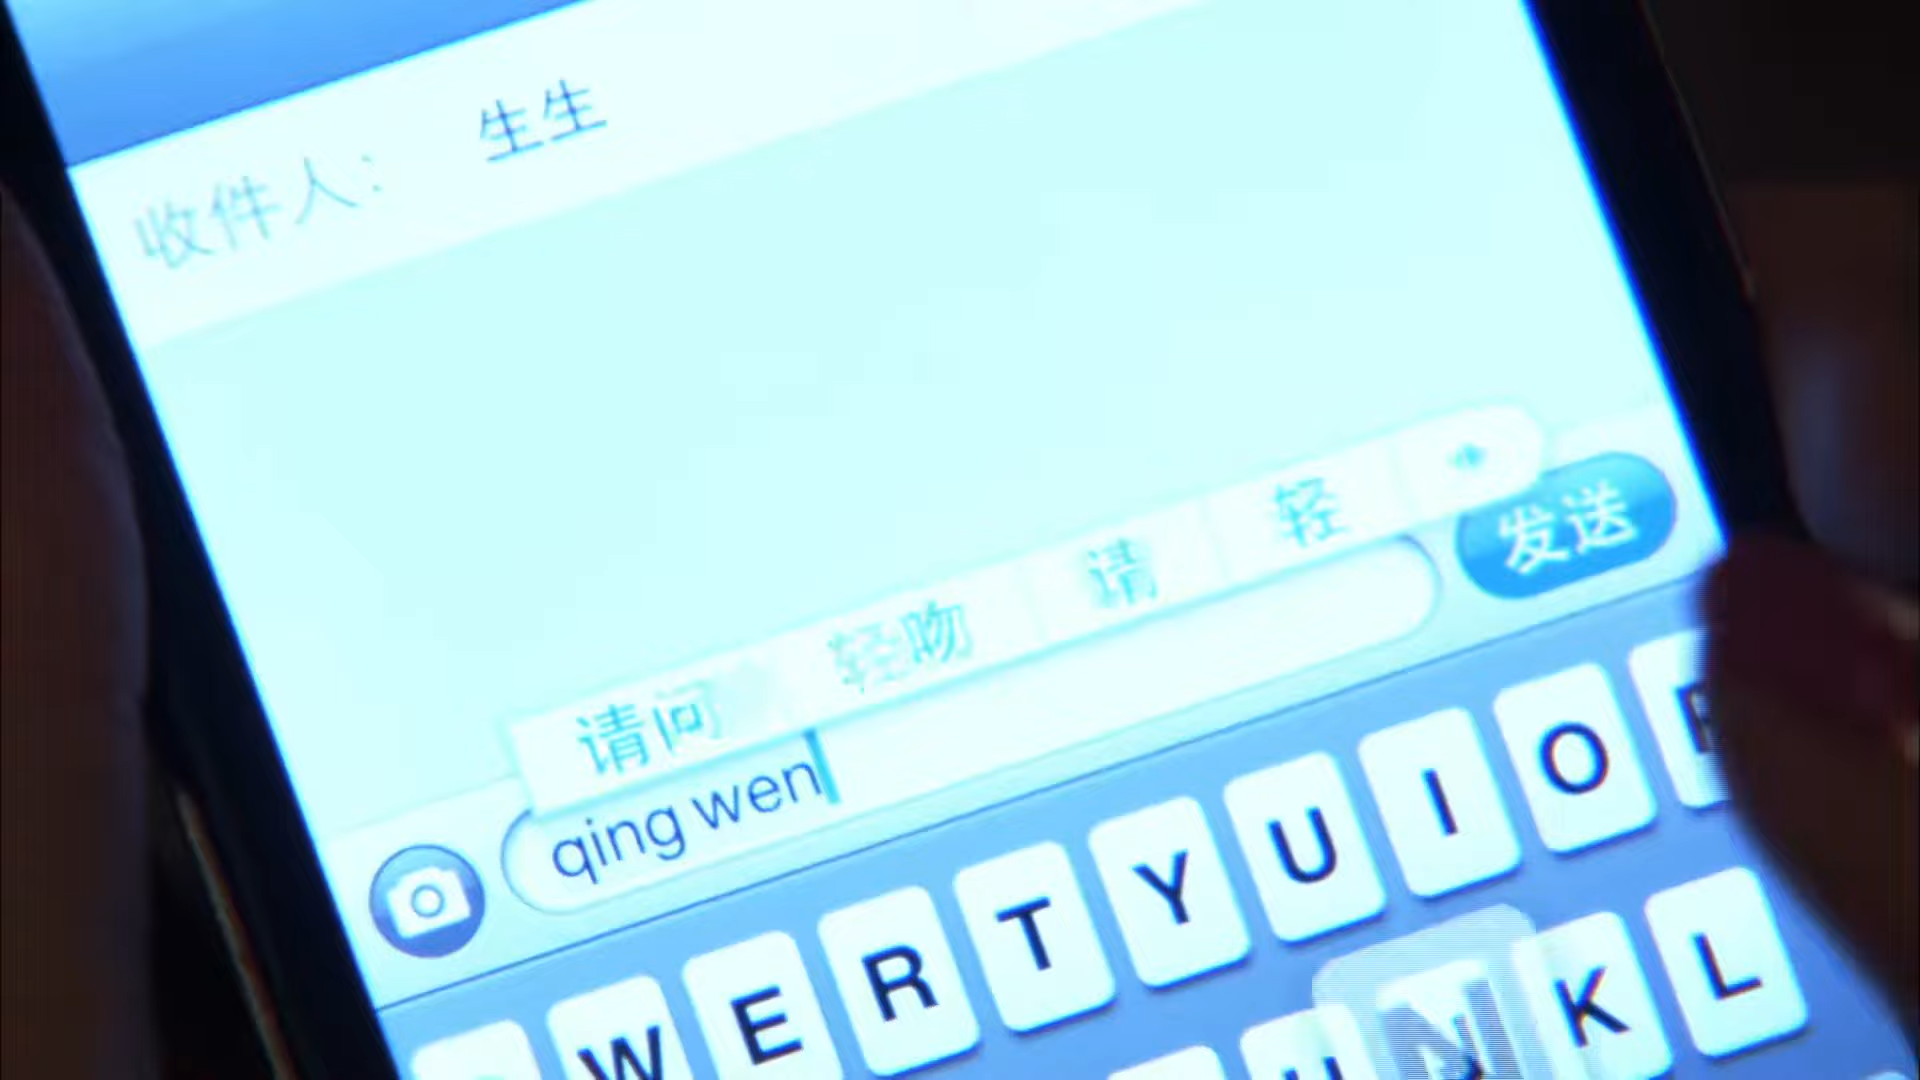 收件人： 生生
请问 轻吻 请 轻
发送
qing wen
W E R T Y U I O P
N K L